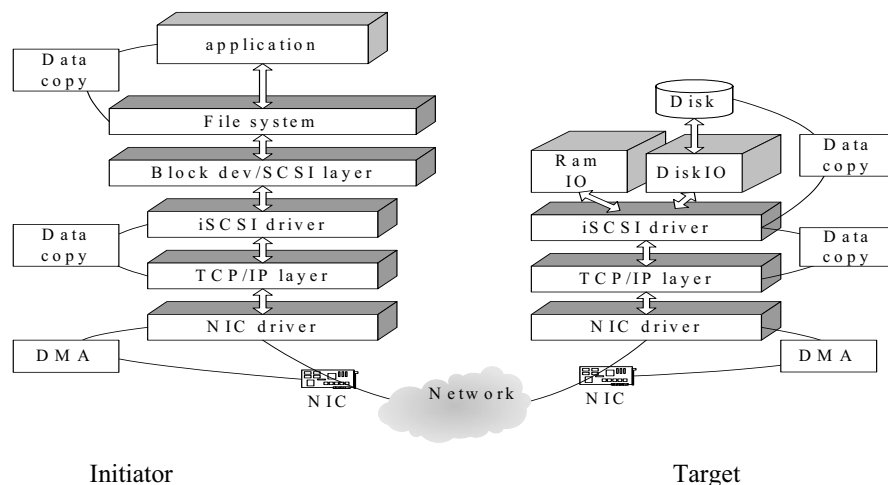 application
Data
copy
File system
Block dev/SCSI layer
iSCSI driver
Data
copy
TCP/IP layer
NIC driver
DMA
NIC
Network
Disk
Data
copy
Ram
IO
DiskIO
iSCSI driver
Data
copy
TCP/IP layer
NIC driver
DMA
NIC
Initiator
Target